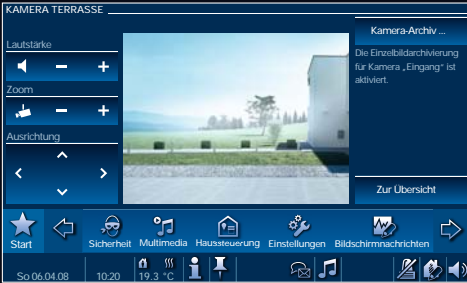 KAMERA TERRASSE
Lautstärke
Zoom
Ausrichtung
Kamera-Archiv ...
Die Einzelbildarchivierung
für Kamera „Eingang“ ist
aktiviert.
Zur Übersicht
Start
Sicherheit
Multimedia
Haussteuerung
Einstellungen
Bildschirmnachrichten
So 06.04.08
10:20
19.3 °C